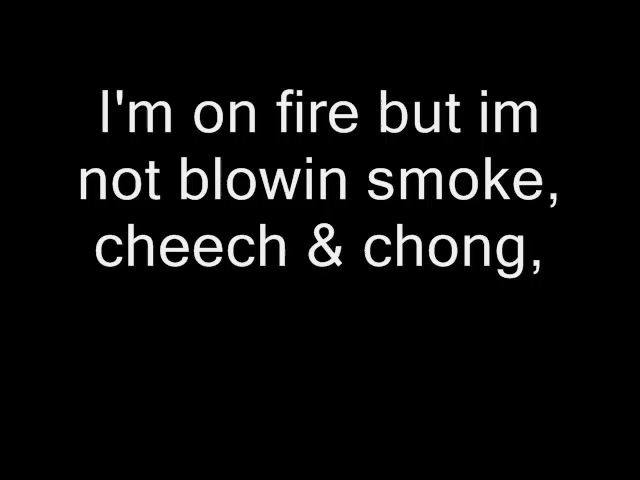 I'm on fire but im
not blowin smoke,
cheech & chong,